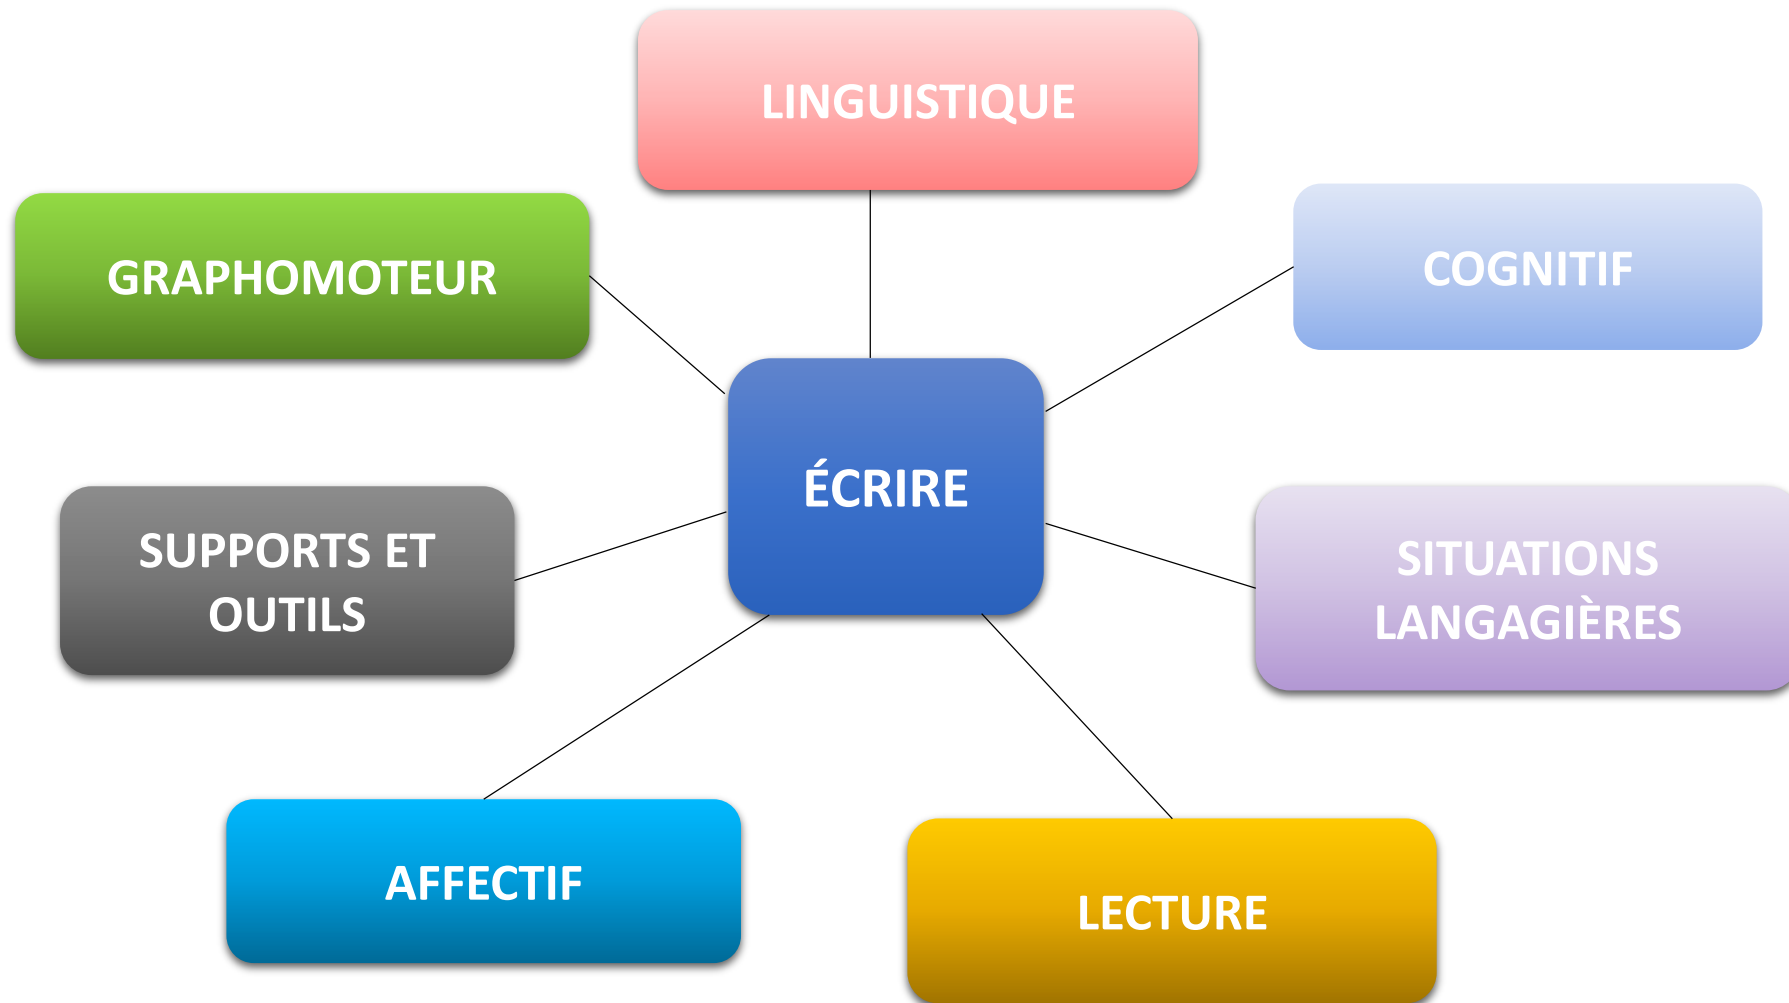 LINGUISTIQUE
GRAPHOMOTEUR
COGNITIF
ÉCRIRE
SUPPORTS ET
OUTILS
SITUATIONS
LANGAGIÈRES
AFFECTIF
LECTURE